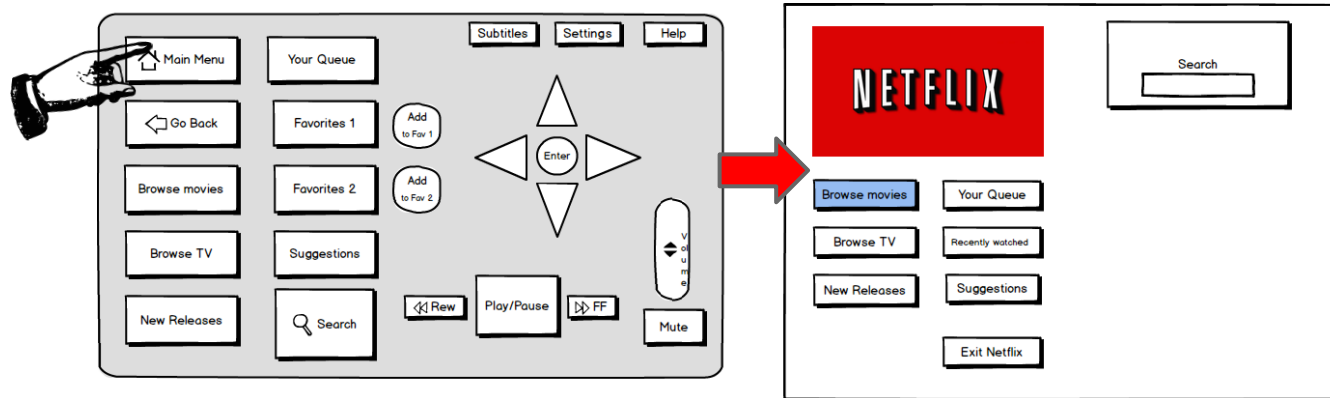 Subtitles
Settings
Help
Main Menu
Your Queue
Go Back
Favorites 1
Add
to Fav 1
Enter
Browse movies
Favorites 2
Add
to Fav 2
Browse TV
Suggestions
Volume
New Releases
Search
Rew
Play/Pause
FF
Mute
NETFLIX
Search
Browse movies
Your Queue
Browse TV
Recently watched
New Releases
Suggestions
Exit Netflix